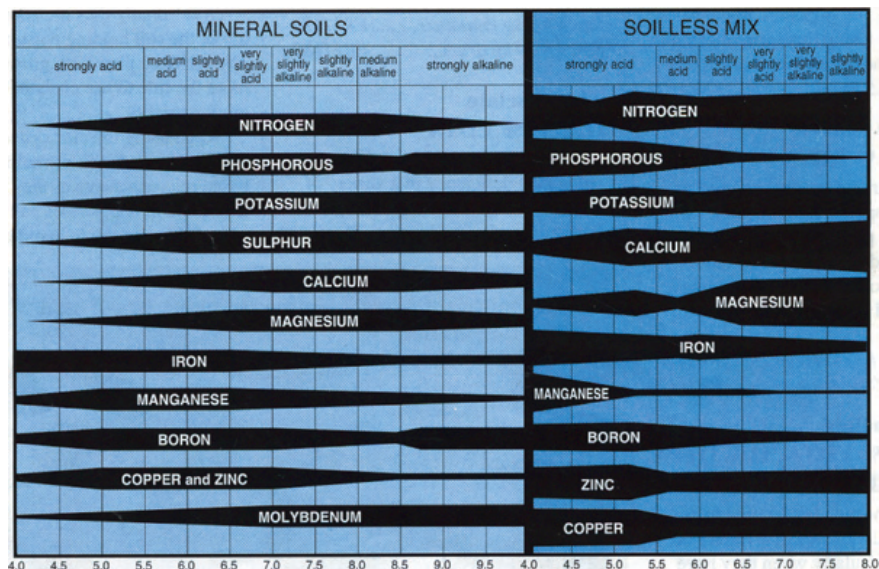 MINERAL SOILS
strongly acid
medium acid
slightly acid
very slightly acid
very slightly alkaline
slightly alkaline
medium alkaline
strongly alkaline
NITROGEN
PHOSPHOROUS
POTASSIUM
SULPHUR
CALCIUM
MAGNESIUM
IRON
MANGANESE
BORON
COPPER and ZINC
MOLYBDENUM
4.0 4.5 5.0 5.5 6.0 6.5 7.0 7.5 8.0 8.5 9.0 9.5
SOILLESS MIX
strongly acid
medium acid
slightly acid
very slightly acid
very slightly alkaline
slightly alkaline
NITROGEN
PHOSPHOROUS
POTASSIUM
CALCIUM
MAGNESIUM
IRON
MANGANESE
BORON
ZINC
COPPER
4.0 4.5 5.0 5.5 6.0 6.5 7.0 7.5 8.0